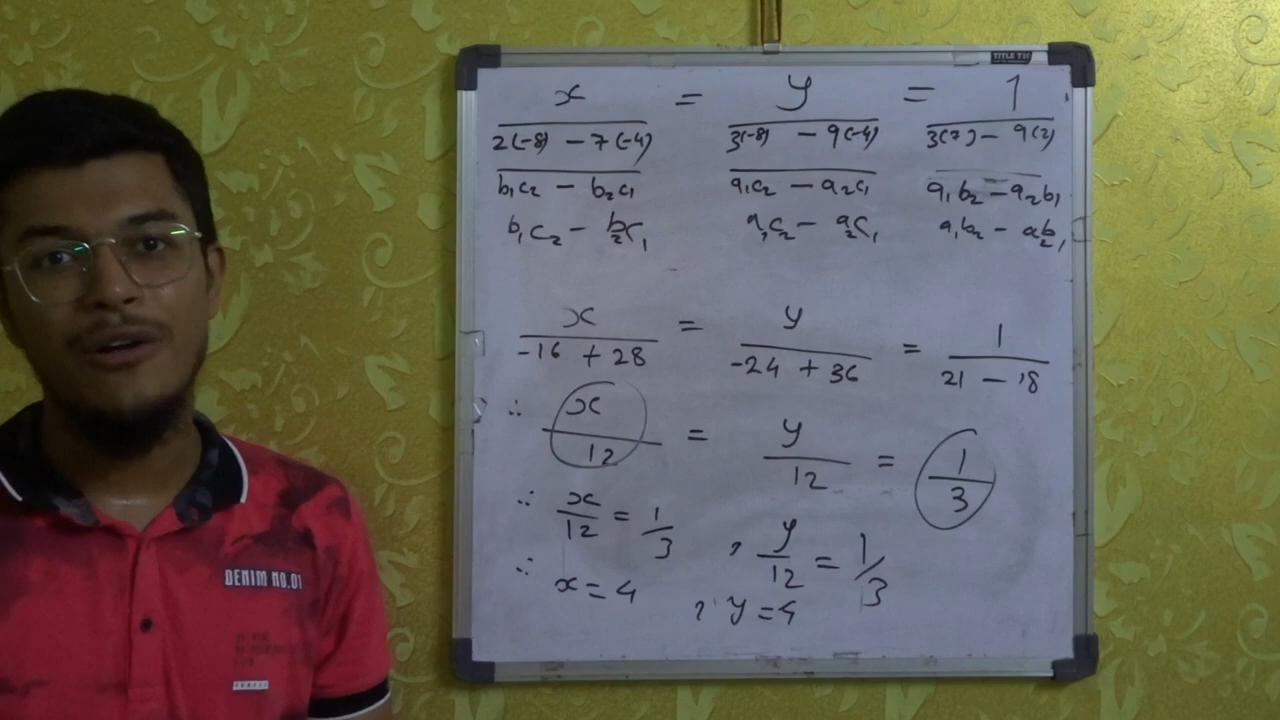 TITLE TIP
x = y = 1
2(-8) - 7(-4) 3(-8) - 9(-4) 3(7) - 9(2)
b₁c₂ - b₂c₁ a₁c₂ - a₂c₁ a₁b₂ - a₂b₁
b₁c₂ - b₂c₁ a₁c₂ - a₂c₁ a₁b₂ - a₂b₁
x = y = 1
-16 + 28 -24 + 36 21 - 18
∴ x = y = 1
12 12 3
∴ x/12 = 1/3 , y/12 = 1/3
∴ x = 4 , y = 4
DENIM NO.01